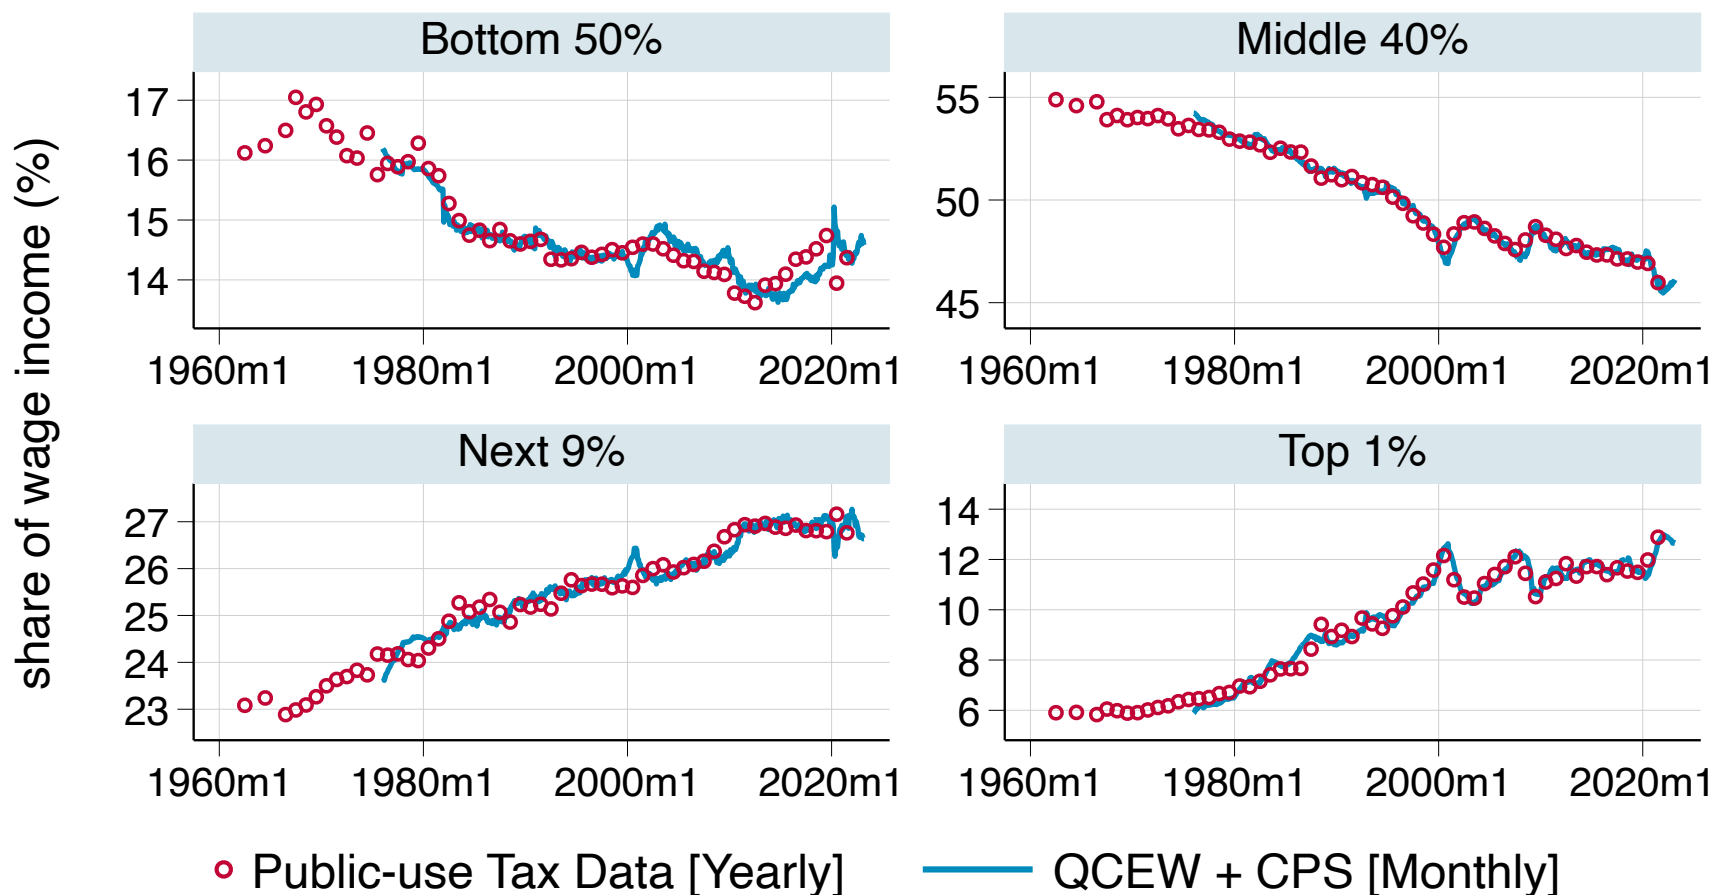 share of wage income (%)
Bottom 50%
17
16
15
14
1960m1 1980m1 2000m1 2020m1
Middle 40%
55
50
45
1960m1 1980m1 2000m1 2020m1
Next 9%
27
26
25
24
23
1960m1 1980m1 2000m1 2020m1
Top 1%
14
12
10
8
6
1960m1 1980m1 2000m1 2020m1
Public-use Tax Data [Yearly]
QCEW + CPS [Monthly]